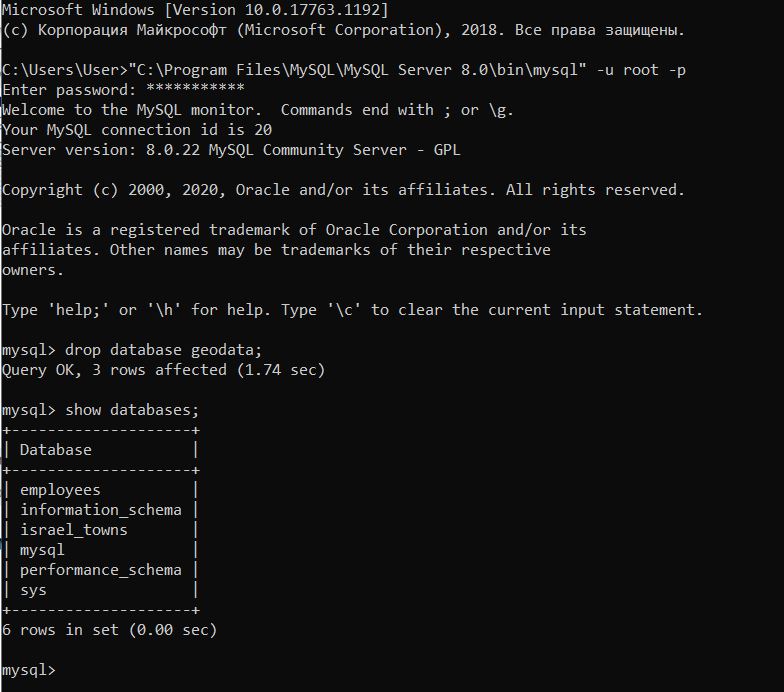 Microsoft Windows [Version 10.0.17763.1192]
(c) Корпорация Майкрософт (Microsoft Corporation), 2018. Все права защищены.

C:\Users\User>"C:\Program Files\MySQL\MySQL Server 8.0\bin\mysql" -u root -p
Enter password: ***********
Welcome to the MySQL monitor.  Commands end with ; or \g.
Your MySQL connection id is 20
Server version: 8.0.22 MySQL Community Server - GPL

Copyright (c) 2000, 2020, Oracle and/or its affiliates. All rights reserved.

Oracle is a registered trademark of Oracle Corporation and/or its
affiliates. Other names may be trademarks of their respective
owners.

Type 'help;' or '\h' for help. Type '\c' to clear the current input statement.

mysql> drop database geodata;
Query OK, 3 rows affected (1.74 sec)

mysql> show databases;
+--------------------+
| Database           |
+--------------------+
| employees          |
| information_schema |
| israel_towns       |
| mysql              |
| performance_schema |
| sys                |
+--------------------+
6 rows in set (0.00 sec)

mysql>